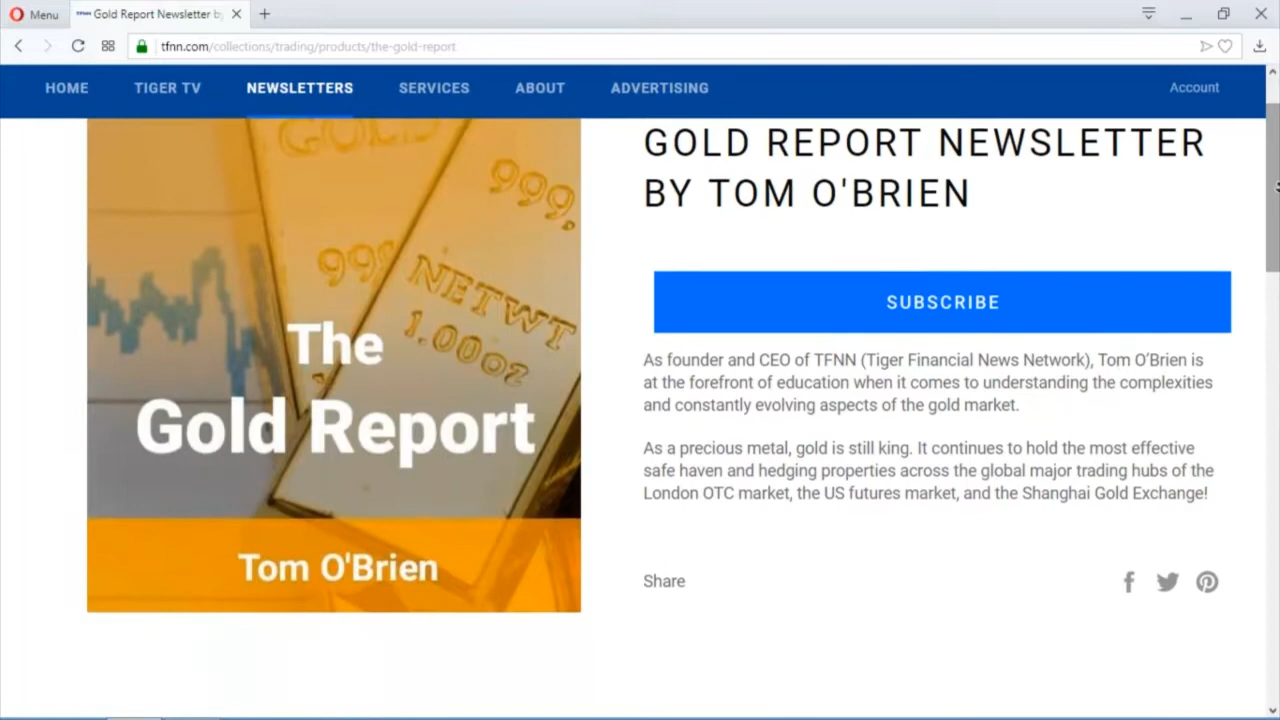 Menu
Gold Report Newsletter by
tfnn.com/collections/trading/products/the-gold-report
HOME
TIGER TV
NEWSLETTERS
SERVICES
ABOUT
ADVERTISING
Account
GOLD
999,
999
NETWT
1.00oz
The
Gold Report
Tom O'Brien
GOLD REPORT NEWSLETTER
BY TOM O'BRIEN
SUBSCRIBE
As founder and CEO of TFNN (Tiger Financial News Network), Tom O'Brien is
at the forefront of education when it comes to understanding the complexities
and constantly evolving aspects of the gold market.
As a precious metal, gold is still king. It continues to hold the most effective
safe haven and hedging properties across the global major trading hubs of the
London OTC market, the US futures market, and the Shanghai Gold Exchange!
Share